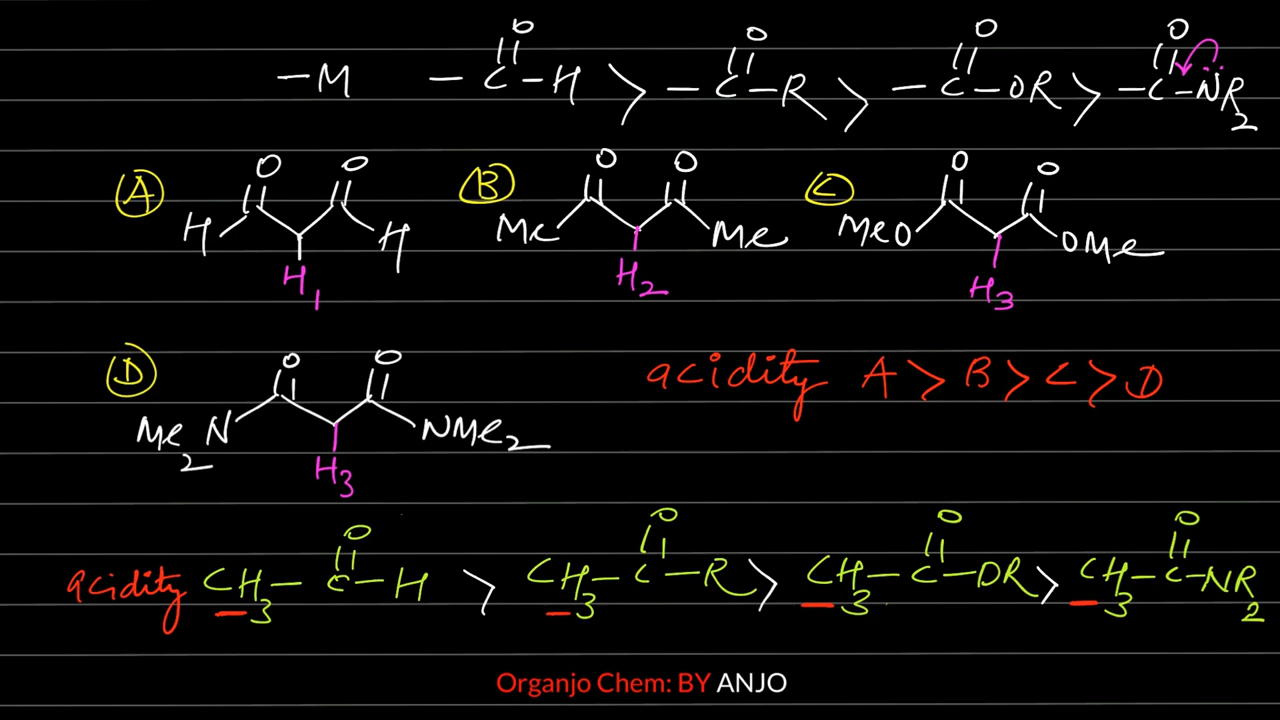 -M -C(=O)-H > -C(=O)-R > -C(=O)-OR > -C(=O)-N̈R2
(A) H-C(=O)-CH(H1)-C(=O)-H (B) Me-C(=O)-CH(H2)-C(=O)-Me (C) MeO-C(=O)-CH(H3)-C(=O)-OMe
(D) Me2N-C(=O)-CH(H3)-C(=O)-NMe2
acidity A > B > C > D
acidity CH3-C(=O)-H > CH3-C(=O)-R > CH3-C(=O)-OR > CH3-C(=O)-NR2
Organjo Chem: BY ANJO